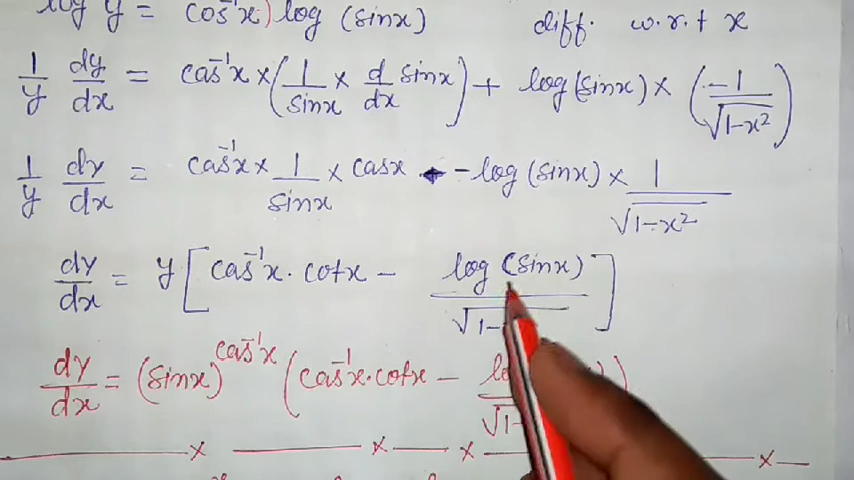 log y = cos⁻¹x) log (sinx) diff. w.r.t x
1/y dy/dx = cos⁻¹x × (1/sinx × d/dx sinx) + log(sinx) × (-1/√1-x²)
1/y dy/dx = cos⁻¹x × 1/sinx × cosx - log(sinx) × 1/√1-x²
dy/dx = y [cos⁻¹x · cotx - log(sinx)/√1-
dy/dx = (sinx)^cos⁻¹x (cos⁻¹x · cotx - )